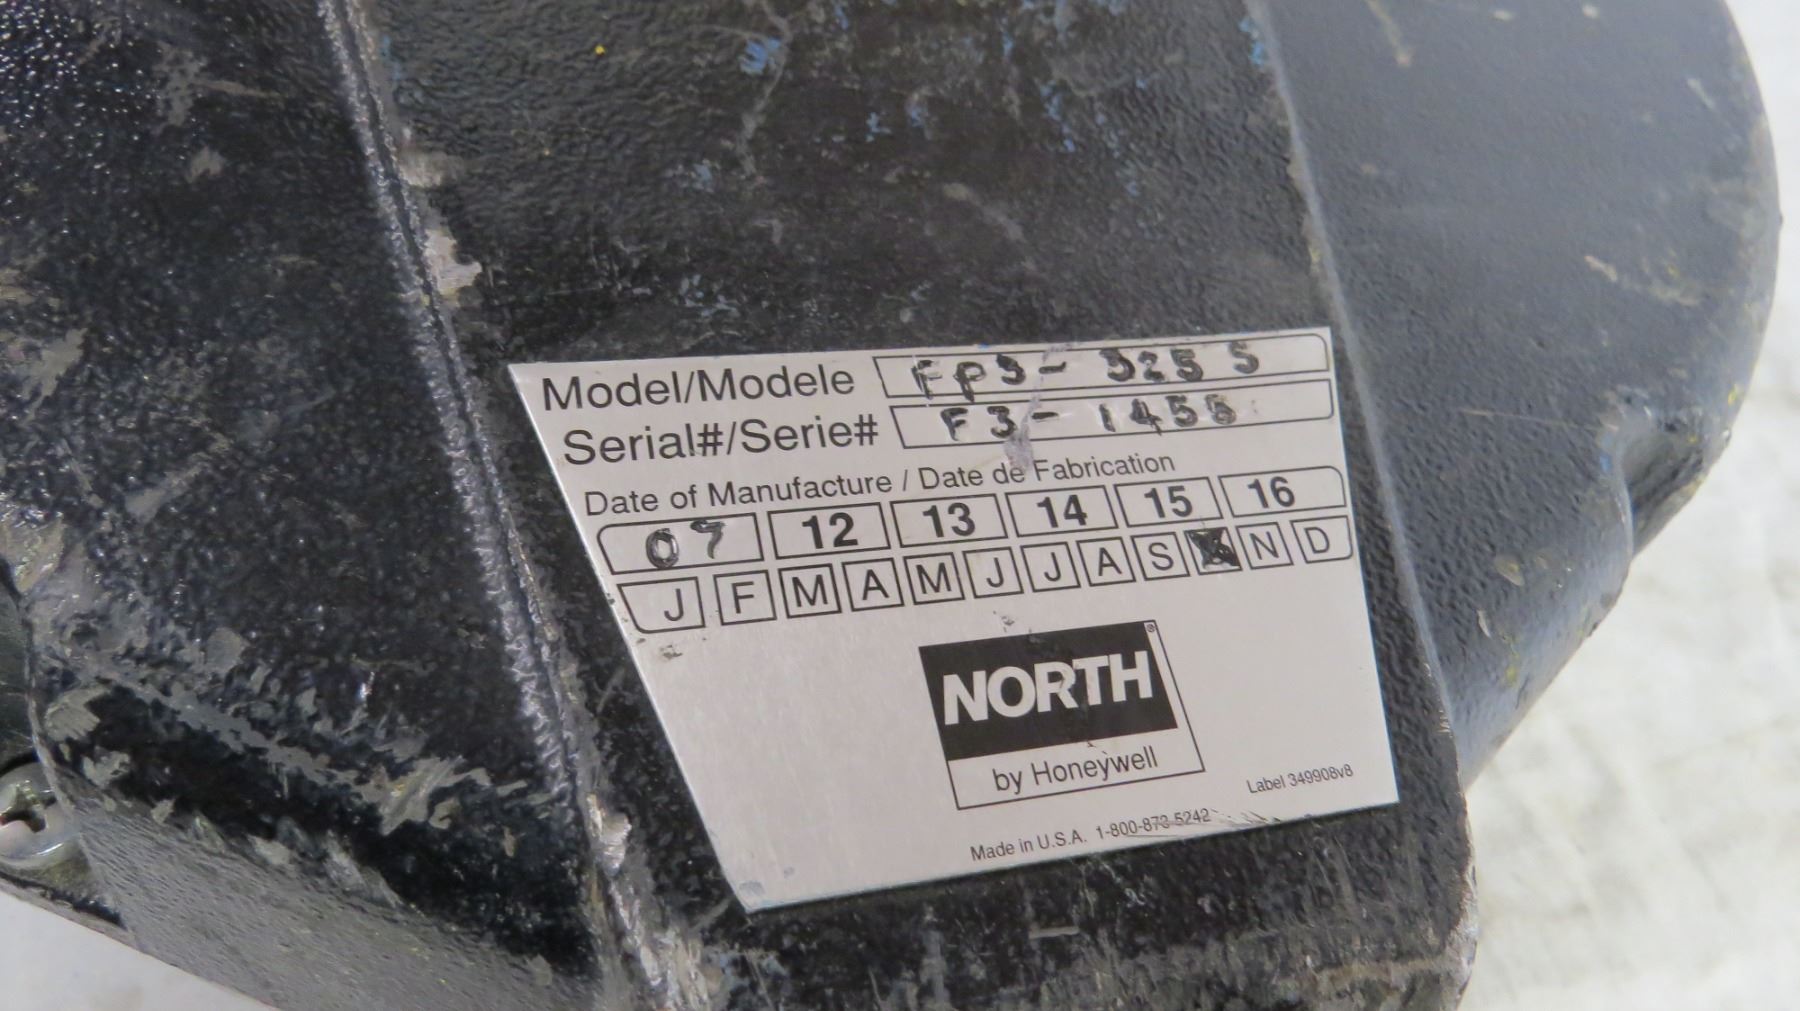 Model/Modele FP3-325 S
Serial#/Serie# F3-1455
Date of Manufacture / Date de Fabrication
07 12 13 14 15 16
J F M A M J J A S N D
NORTH®
by Honeywell
Label 349908v8
Made in U.S.A. 1-800-873-5242